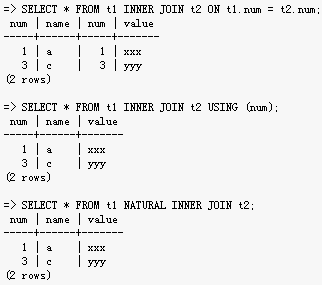 => SELECT * FROM t1 INNER JOIN t2 ON t1.num = t2.num;
 num | name | num | value
-----+------+-----+-------
   1 | a    |   1 | xxx
   3 | c    |   3 | yyy
(2 rows)

=> SELECT * FROM t1 INNER JOIN t2 USING (num);
 num | name | value
-----+------+-------
   1 | a    | xxx
   3 | c    | yyy
(2 rows)

=> SELECT * FROM t1 NATURAL INNER JOIN t2;
 num | name | value
-----+------+-------
   1 | a    | xxx
   3 | c    | yyy
(2 rows)